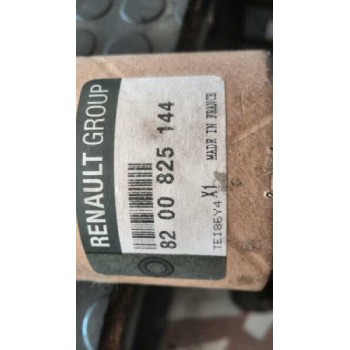 RENAULT GROUP
82 00 825 144
X1
TE186Y4
MADE IN FRANCE